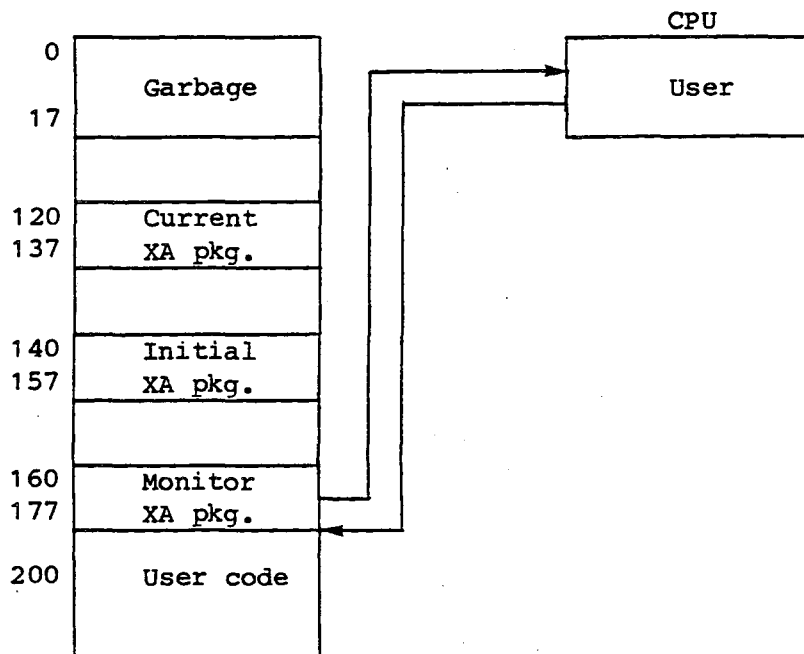 CPU
0
Garbage
User
17
120 Current
137 XA pkg.
140 Initial
157 XA pkg.
160 Monitor
177 XA pkg.
200 User code